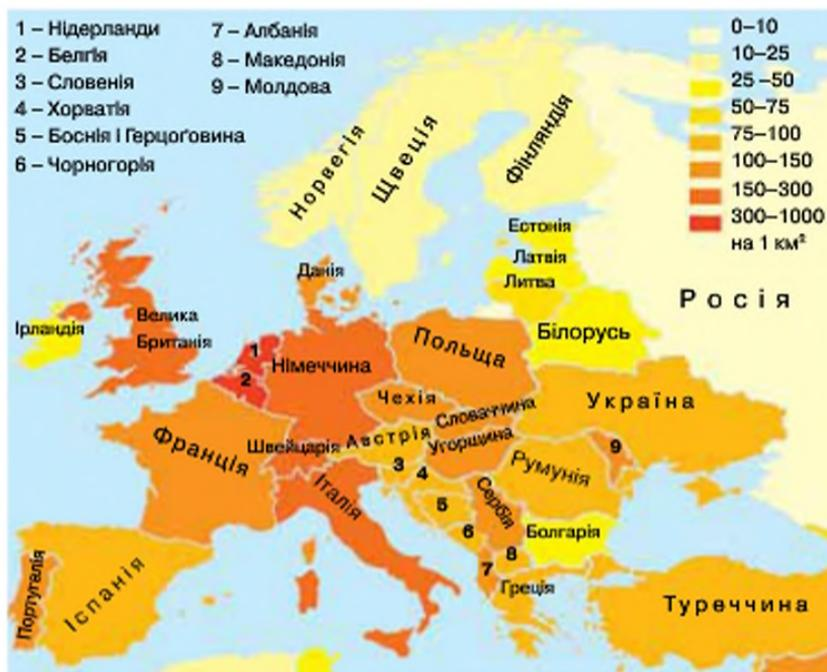 1 – Нідерланди
2 – Белгія
3 – Словенія
4 – Хорватія
5 – Боснія і Герцоґовина
6 – Чорногорія
7 – Албанія
8 – Македонія
9 – Молдова
0–10
10–25
25 –50
50–75
75–100
100–150
150–300
300–1000
на 1 км²
Норвегія
Щвеція
Фінляндія
Естонія
Латвія
Литва
Данія
Росія
Ірландія
Велика
Британія
Білорусь
1
2
Німеччина
Польща
Чехія
Словаччина
Україна
Франція
Швейцарія
Австрія
Угорщина
9
3
4
Румунія
Італія
5
Сербія
6
Болгарія
8
7
Греція
Португалія
Іспанія
Туреччина